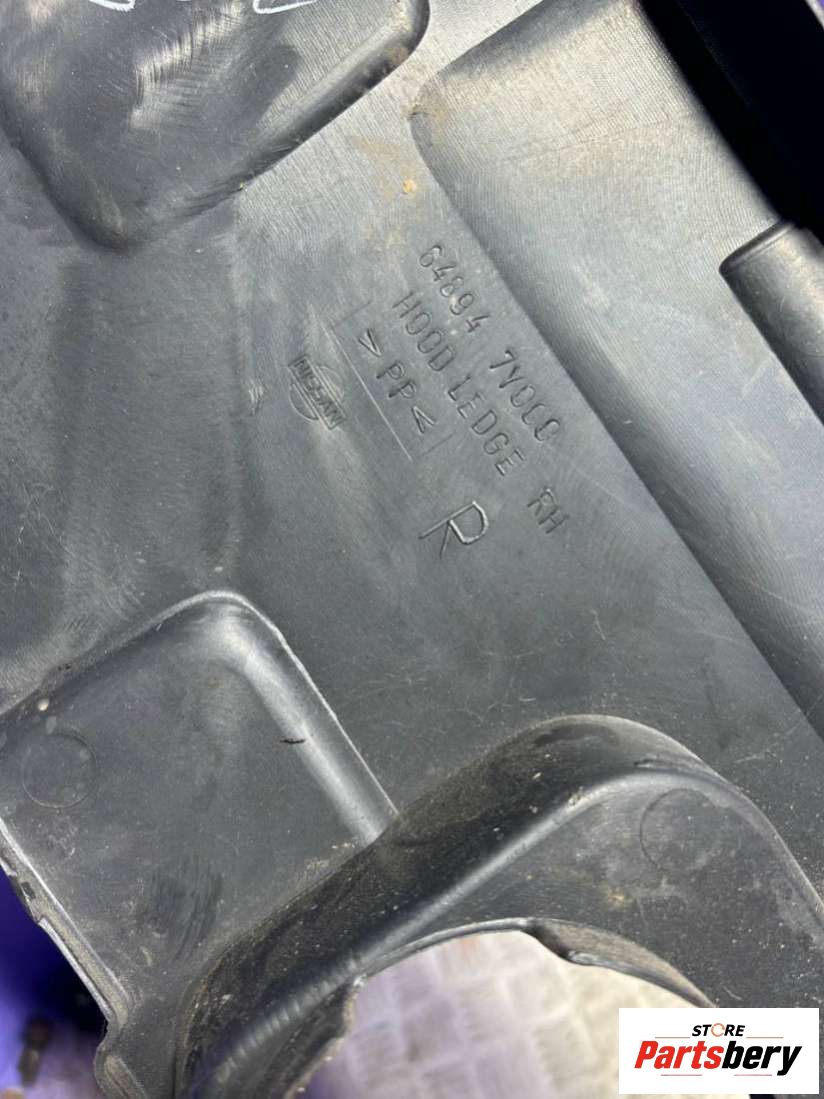 64894 7Y000
HOOD LEDGE RH
>PP<
NISSAN
R
STORE
Partsbery